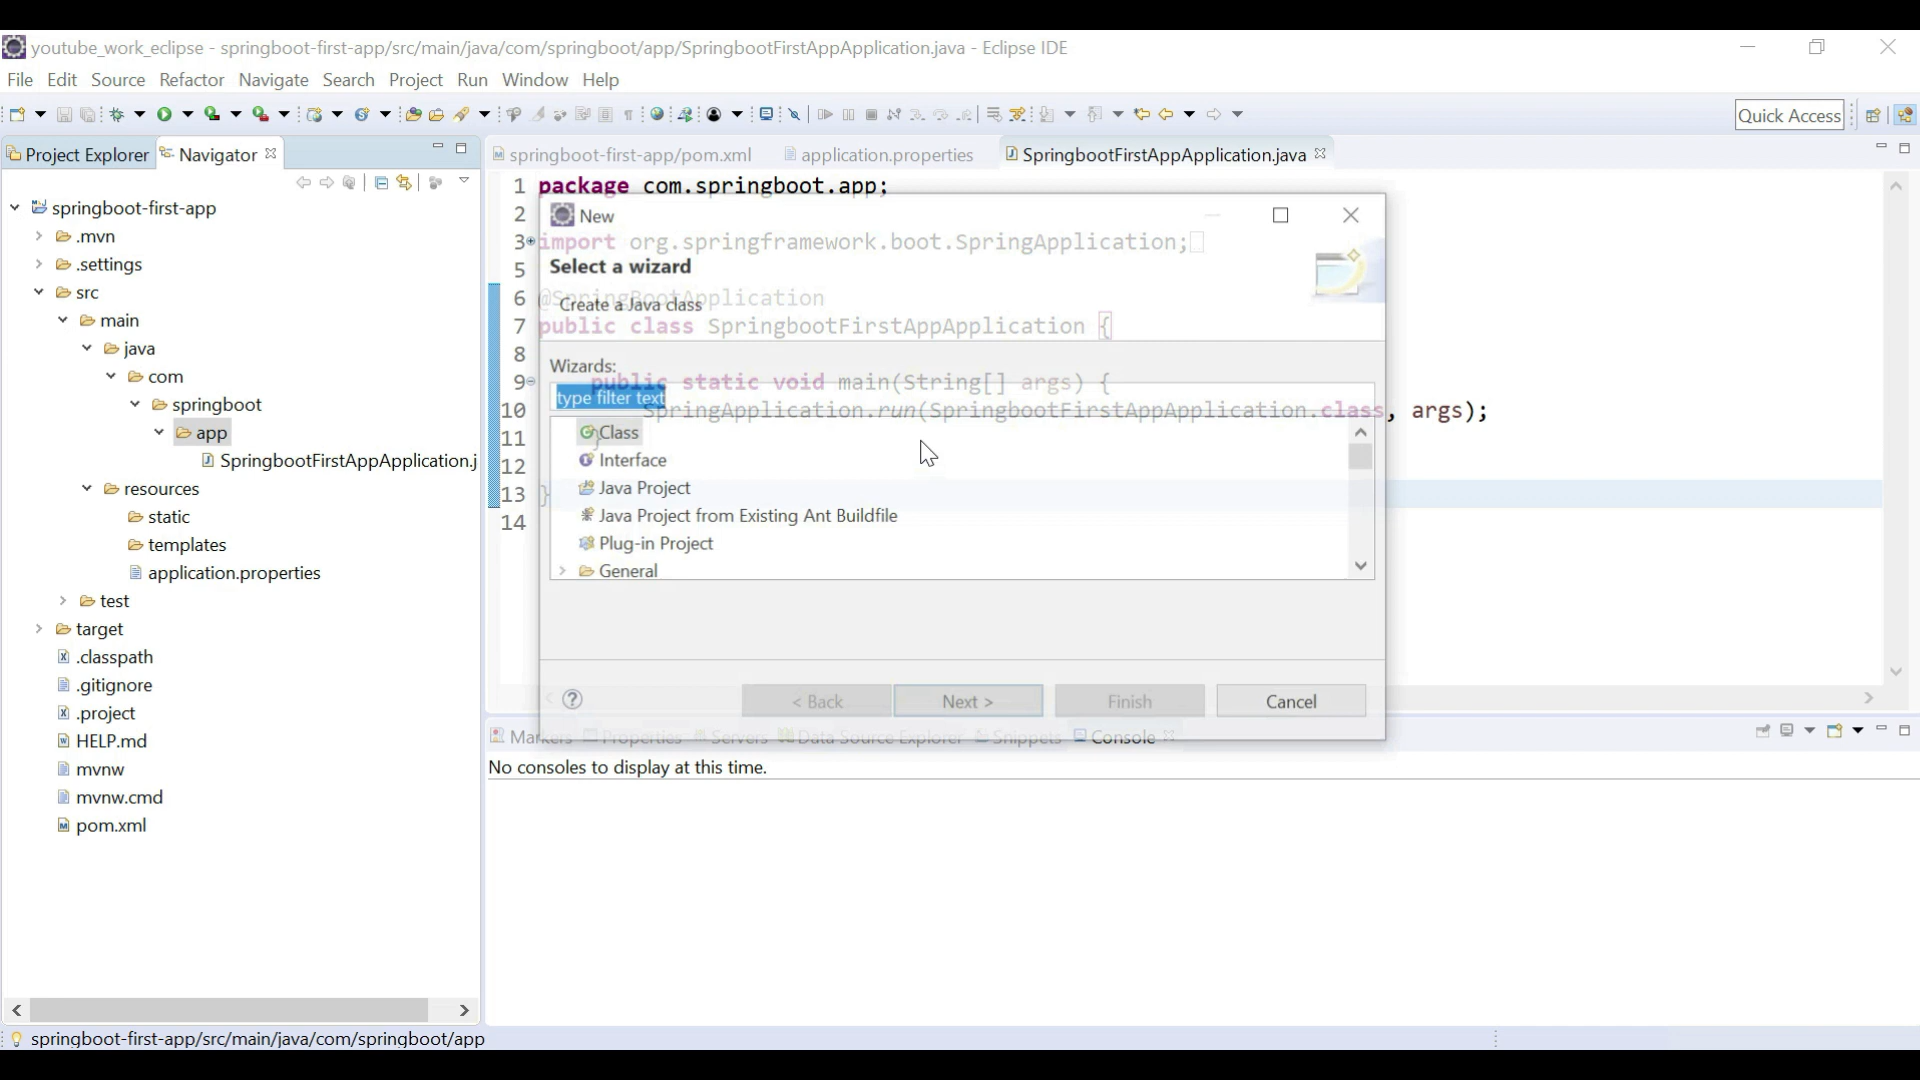 youtube_work_eclipse - springboot-first-app/src/main/java/com/springboot/app/SpringbootFirstAppApplication.java - Eclipse IDE
File Edit Source Refactor Navigate Search Project Run Window Help
Quick Access
Project Explorer Navigator
springboot-first-app
.mvn
.settings
src
main
java
com
springboot
app
SpringbootFirstAppApplication.j
resources
static
templates
application.properties
test
target
.classpath
.gitignore
.project
HELP.md
mvnw
mvnw.cmd
pom.xml
springboot-first-app/pom.xml application.properties SpringbootFirstAppApplication.java
1 package com.springboot.app;
2
3 import org.springframework.boot.SpringApplication;
5
6 @SpringBootApplication
7 public class SpringbootFirstAppApplication {
8
9 public static void main(String[] args) {
10 SpringApplication.run(SpringbootFirstAppApplication.class, args);
11 }
12
13 }
14
New
Select a wizard
Create a Java class
Wizards:
type filter text
Class
Interface
Java Project
Java Project from Existing Ant Buildfile
Plug-in Project
General
< Back Next > Finish Cancel
Markers Properties Servers Data Source Explorer Snippets Console
No consoles to display at this time.
springboot-first-app/src/main/java/com/springboot/app